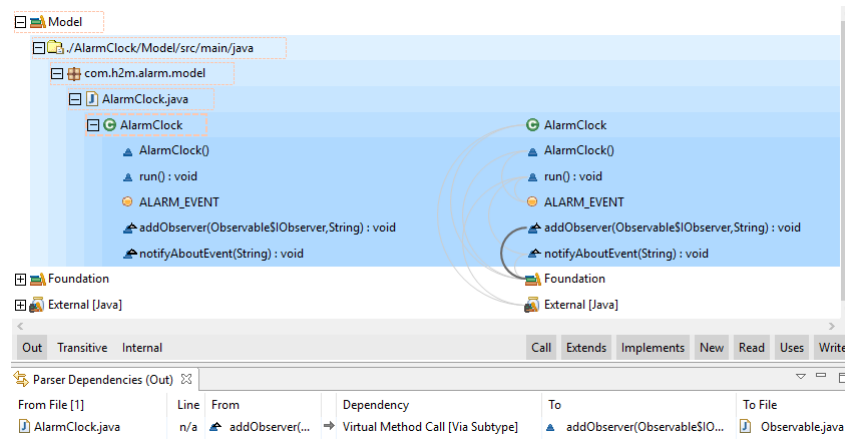 Model
./AlarmClock/Model/src/main/java
com.h2m.alarm.model
AlarmClock.java
AlarmClock AlarmClock
AlarmClock() AlarmClock()
run() : void run() : void
ALARM_EVENT ALARM_EVENT
addObserver(Observable$IObserver,String) : void addObserver(Observable$IObserver,String) : void
notifyAboutEvent(String) : void notifyAboutEvent(String) : void
Foundation Foundation
External [Java] External [Java]
Out Transitive Internal Call Extends Implements New Read Uses Write
Parser Dependencies (Out)
From File [1] Line From Dependency To To File
AlarmClock.java n/a addObserver(... Virtual Method Call [Via Subtype] addObserver(Observable$IO... Observable.java